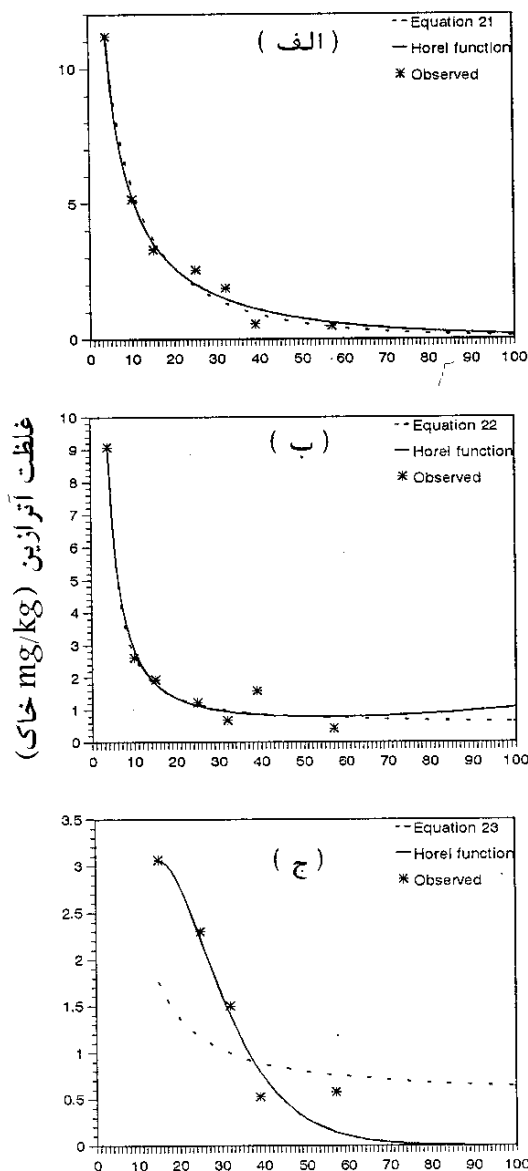 ( الف )
Equation 21
Horel function
Observed
10
5
0
0 10 20 30 40 50 60 70 80 90 100
غلظت آترازین (mg/kg خاک)
( ب )
Equation 22
Horel function
Observed
10
9
8
7
6
5
4
3
2
1
0
0 10 20 30 40 50 60 70 80 90 100
( ج )
Equation 23
Horel function
Observed
3.5
3
2.5
2
1.5
1
0.5
0
0 10 20 30 40 50 60 70 80 90 100